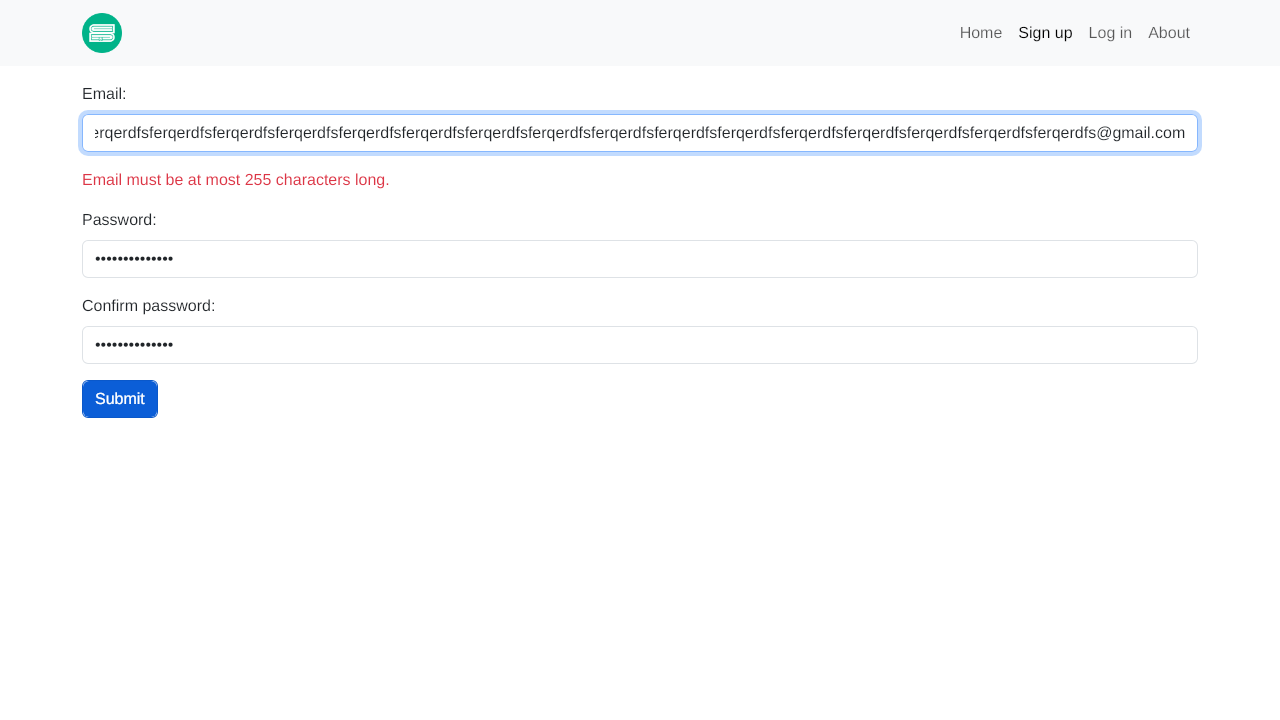 Home Sign up Log in About
Email:
erqerdfsferqerdfsferqerdfsferqerdfsferqerdfsferqerdfsferqerdfsferqerdfsferqerdfsferqerdfsferqerdfsferqerdfsferqerdfsferqerdfsferqerdfsferqerdfs@gmail.com
Email must be at most 255 characters long.
Password:
••••••••••••••
Confirm password:
••••••••••••••
Submit